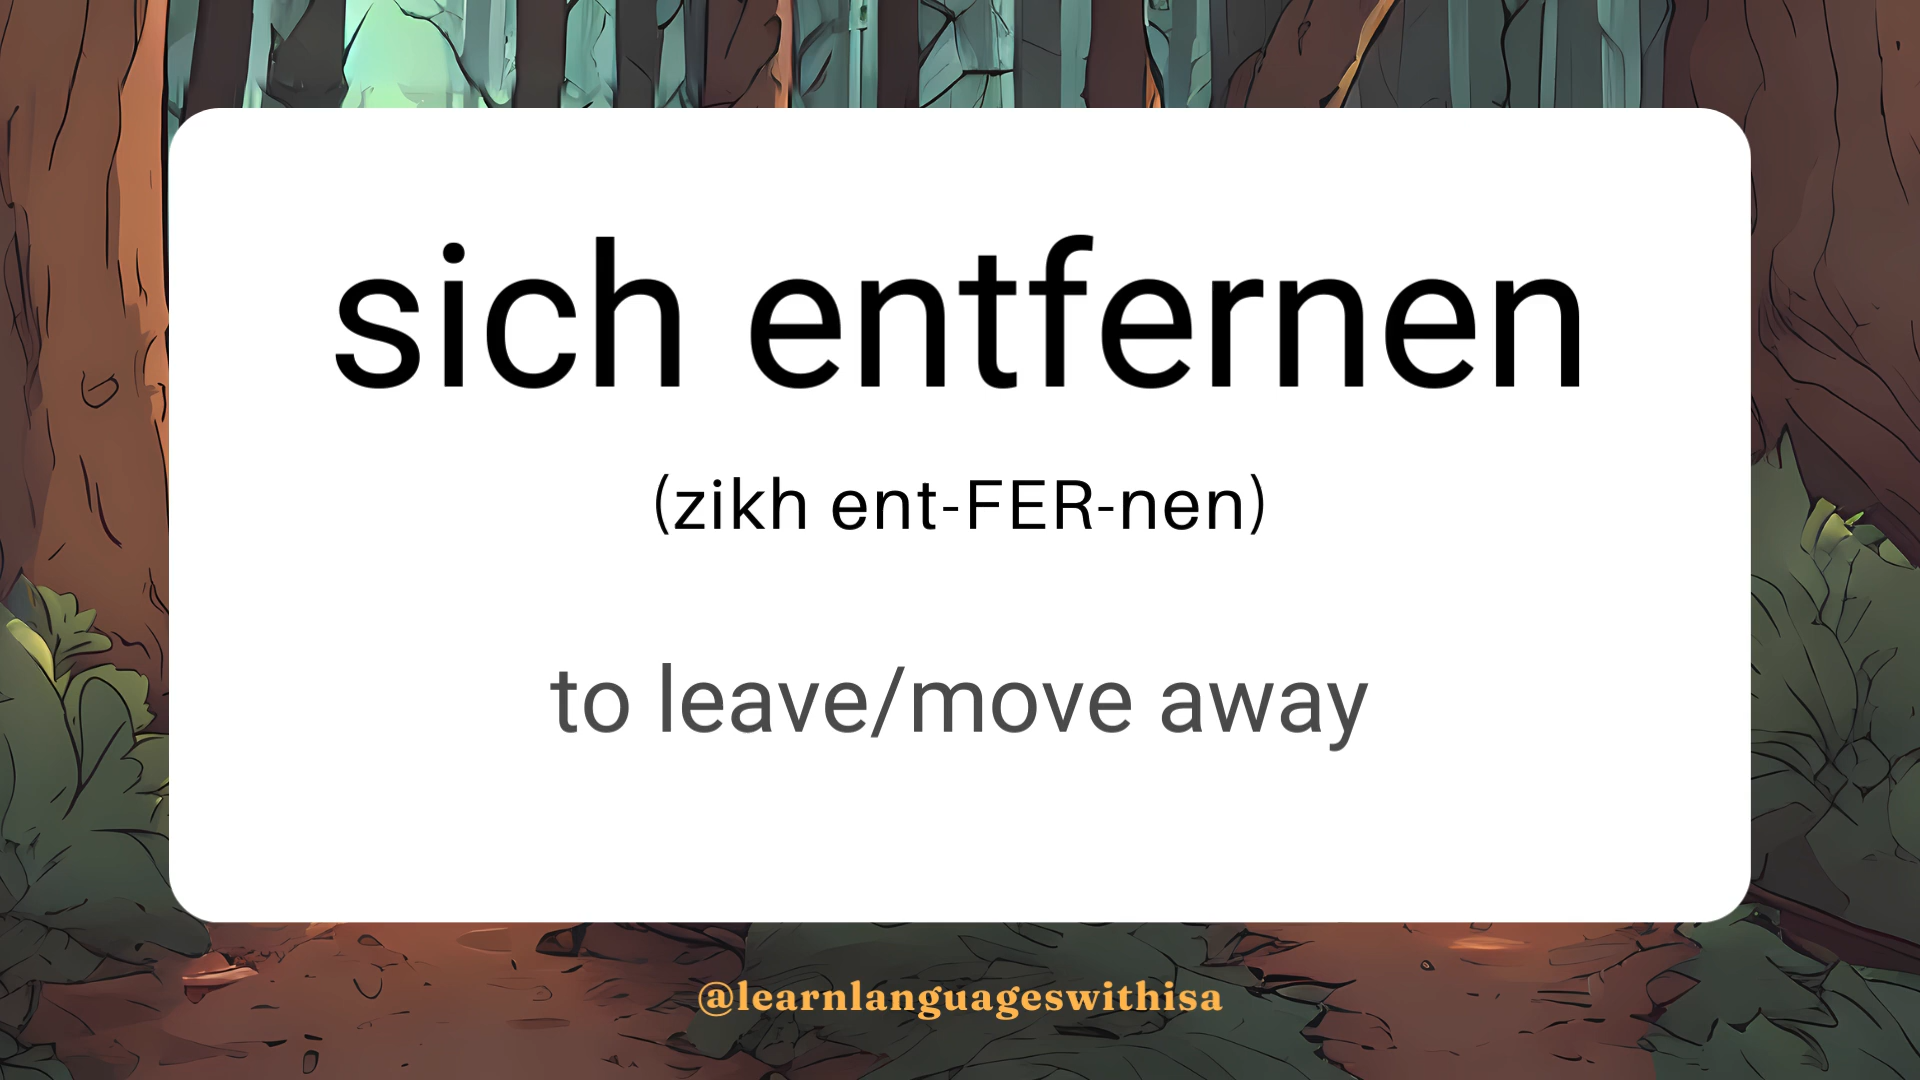 sich entfernen
(zikh ent-FER-nen)
to leave/move away
@learnlanguageswithisa